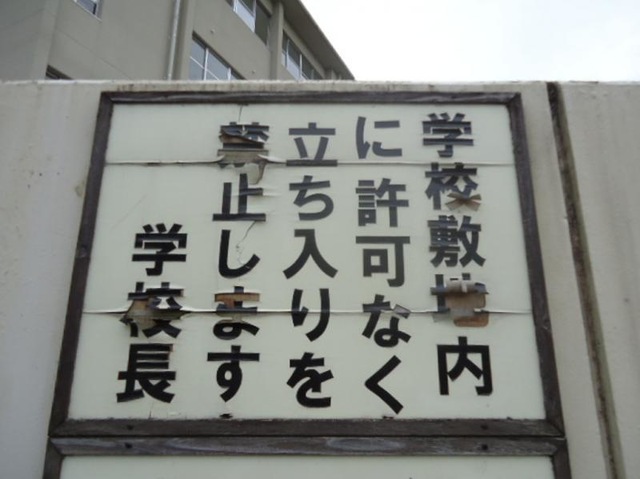 学校敷地内
に許可なく
立ち入りを
禁止します
学校長